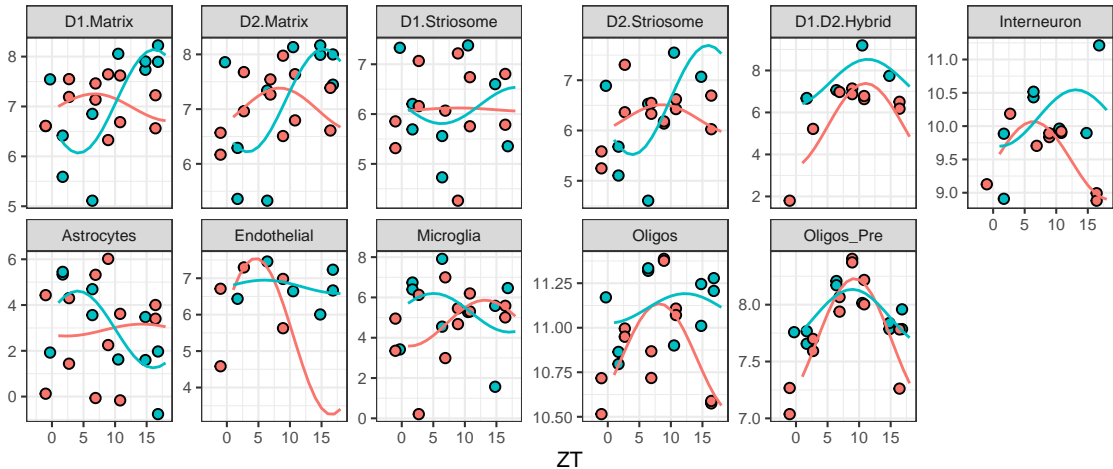 D1.Matrix D2.Matrix D1.Striosome D2.Striosome D1.D2.Hybrid Interneuron
8 7 6 5
8 7 6
8 7 6 5
7 6 5
8 6 4 2
11.0 10.5 10.0 9.5 9.0
0 5 10 15
Astrocytes Endothelial Microglia Oligos Oligos_Pre
6 4 2 0
7 6 5 4
8 6 4 2 0
11.25 11.00 10.75 10.50
8.0 7.5 7.0
0 5 10 15 0 5 10 15 0 5 10 15 0 5 10 15 0 5 10 15
ZT